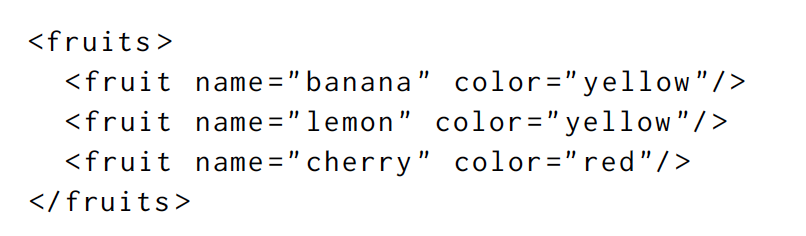 <fruits>
  <fruit name="banana" color="yellow"/>
  <fruit name="lemon" color="yellow"/>
  <fruit name="cherry" color="red"/>
</fruits>